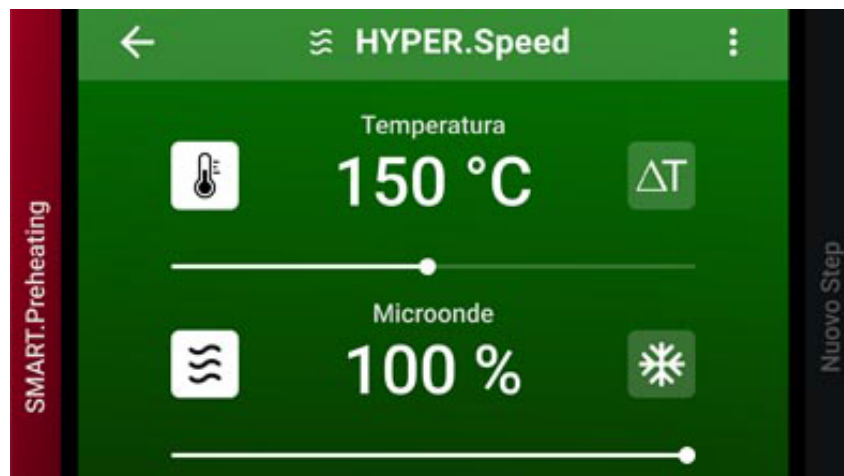 HYPER.Speed
Temperatura
150 °C
ΔT
Microonde
100 %
SMART.Preheating
Nuovo Step